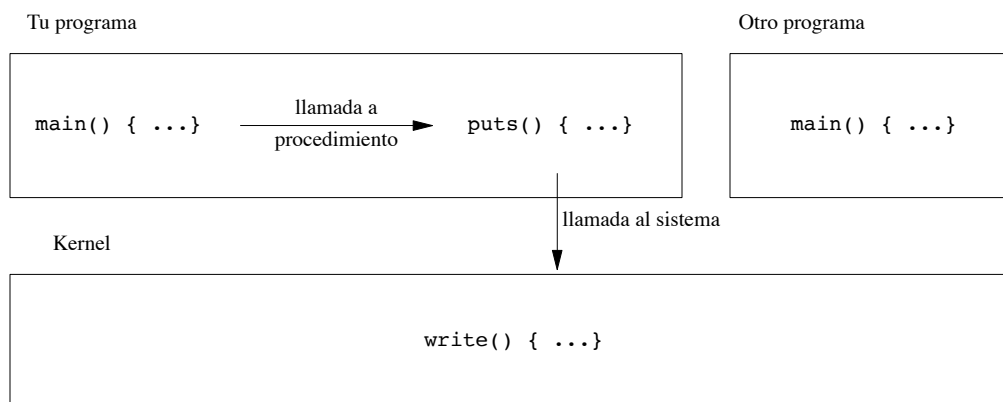 Tu programa
Otro programa
main() { ...}
llamada a
procedimiento
puts() { ...}
main() { ...}
llamada al sistema
Kernel
write() { ...}